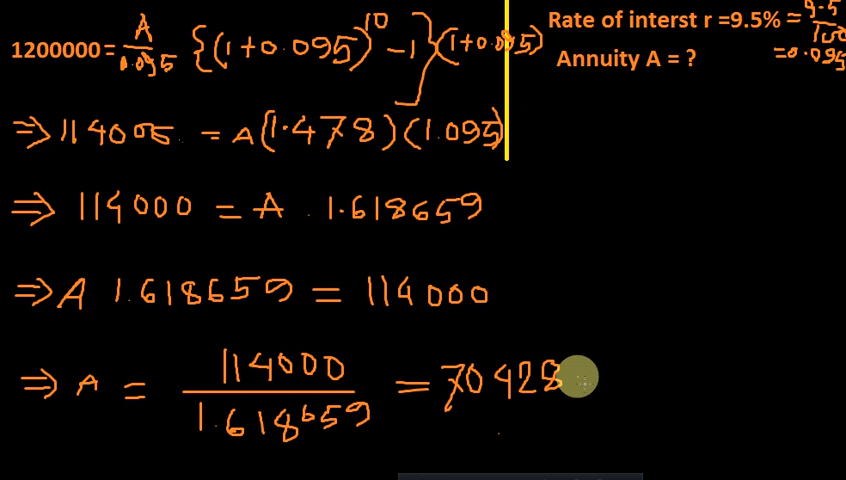 1200000 = A/0.095 {(1+0.095)^10 - 1}(1+0.095)
Rate of interst r =9.5% = 9.5/100
=0.095
Annuity A = ?
⇒ 114000 = A(1.478)(1.095)
⇒ 114000 = A . 1.618659
⇒ A 1.618659 = 114000
⇒ A = 114000/1.618659 = 70428